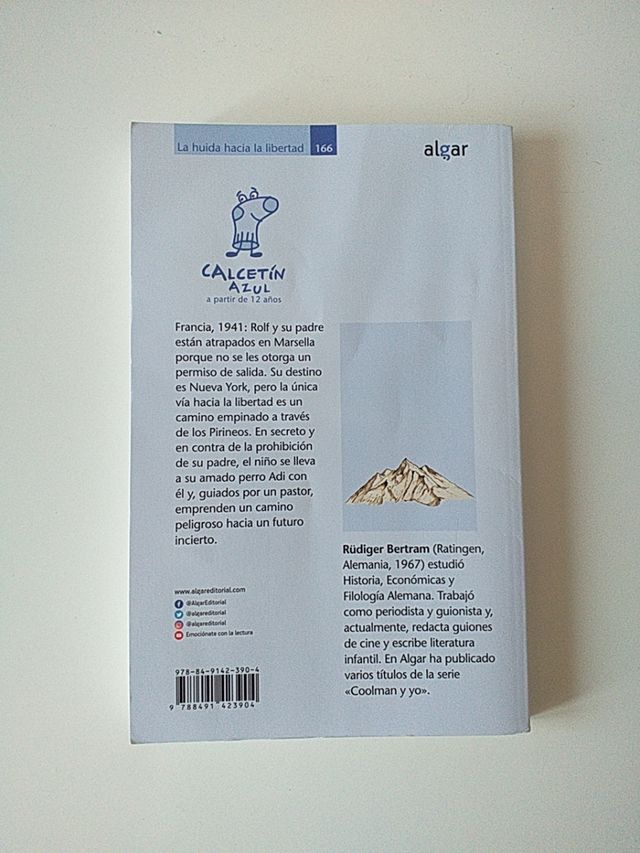 La huida hacia la libertad 166
algar
CALCETÍN
AZUL
a partir de 12 años
Francia, 1941: Rolf y su padre
están atrapados en Marsella
porque no se les otorga un
permiso de salida. Su destino
es Nueva York, pero la única
vía hacia la libertad es un
camino empinado a través
de los Pirineos. En secreto y
en contra de la prohibición
de su padre, el niño se lleva
a su amado perro Adi con
él y, guiados por un pastor,
emprenden un camino
peligroso hacia un futuro
incierto.
www.algareditorial.com
@AlgarEditorial
@algareditorial
@algareditorial
Emociónate con la lectura
978-84-9142-390-4
9 788491 423904
Rüdiger Bertram (Ratingen,
Alemania, 1967) estudió
Historia, Económicas y
Filología Alemana. Trabajó
como periodista y guionista y,
actualmente, redacta guiones
de cine y escribe literatura
infantil. En Algar ha publicado
varios títulos de la serie
«Coolman y yo».